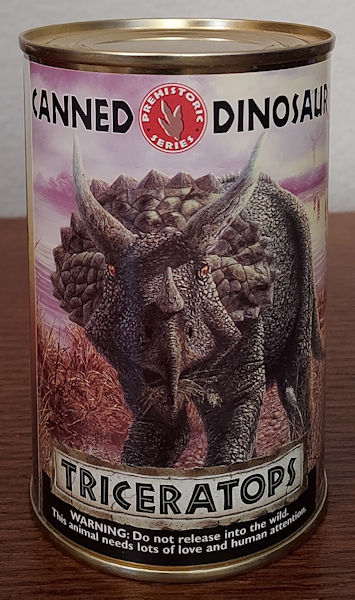 CANNED DINOSAUR
PREHISTORIC
SERIES
TRICERATOPS
WARNING: Do not release into the wild.
This animal needs lots of love and human attention.